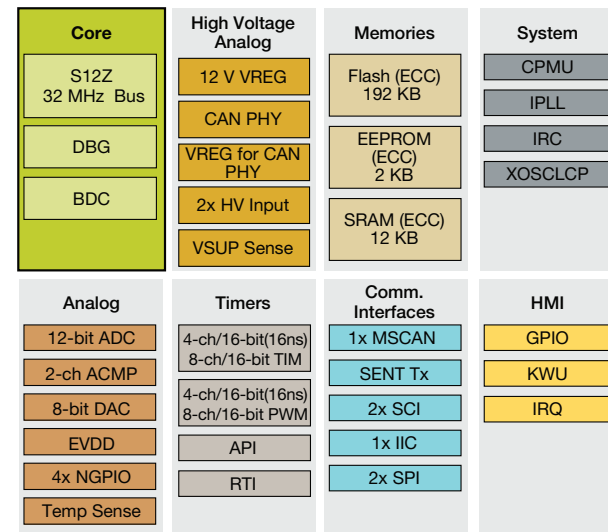 Core
S12Z
32 MHz Bus
DBG
BDC
High Voltage
Analog
12 V VREG
CAN PHY
VREG for CAN
PHY
2x HV Input
VSUP Sense
Memories
Flash (ECC)
192 KB
EEPROM
(ECC)
2 KB
SRAM (ECC)
12 KB
System
CPMU
IPLL
IRC
XOSCLCP
Analog
12-bit ADC
2-ch ACMP
8-bit DAC
EVDD
4x NGPIO
Temp Sense
Timers
4-ch/16-bit(16ns)
8-ch/16-bit TIM
4-ch/16-bit(16ns)
8-ch/16-bit PWM
API
RTI
Comm.
Interfaces
1x MSCAN
SENT Tx
2x SCI
1x IIC
2x SPI
HMI
GPIO
KWU
IRQ